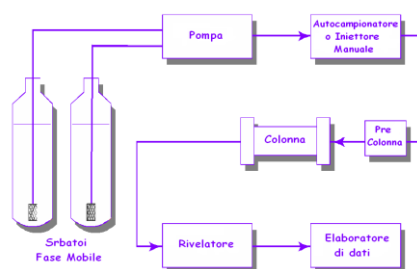 Pompa
Autocampionatore
o Iniettore
Manuale
Colonna
Pre
Colonna
Srbatoi
Fase Mobile
Rivelatore
Elaboratore
di dati